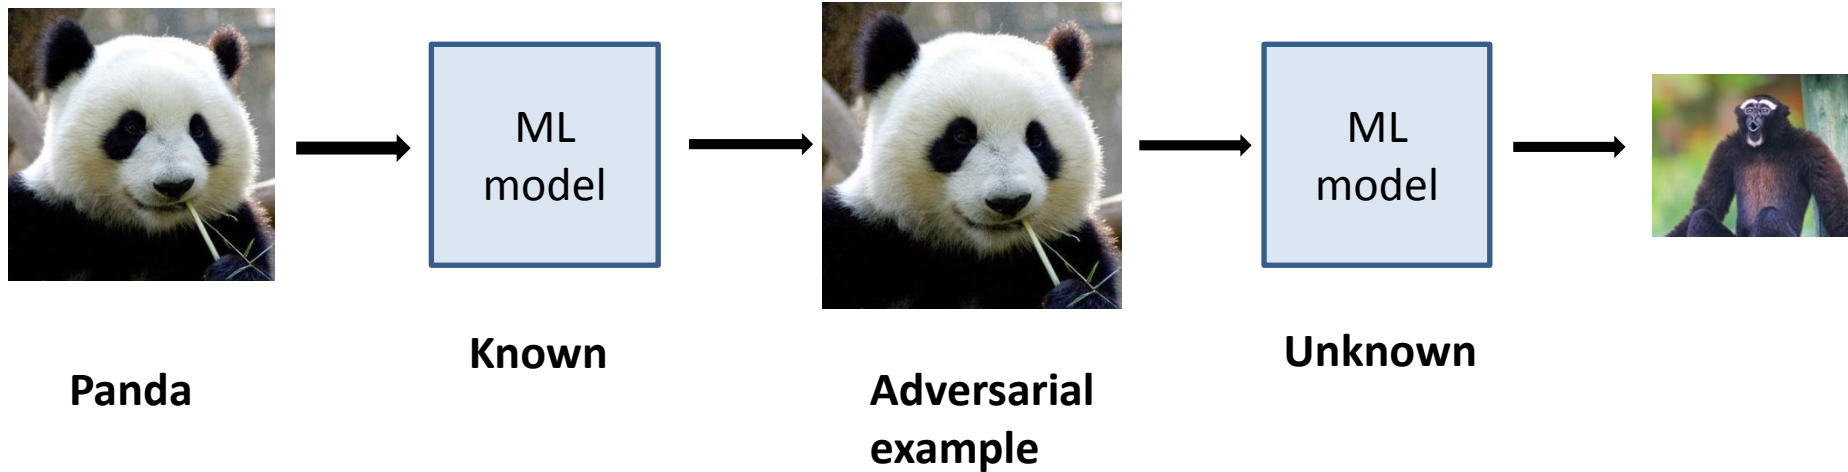 ML
model
ML
model
Known
Unknown
Panda
Adversarial
example